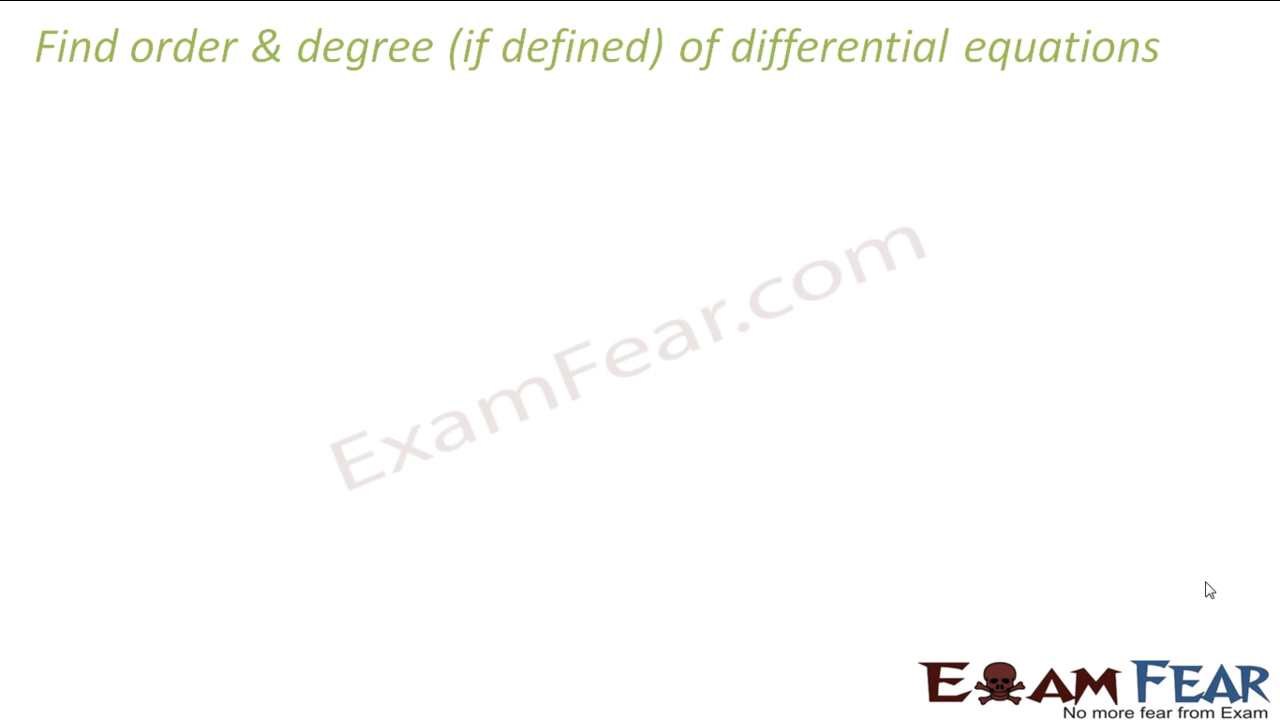 Find order & degree (if defined) of differential equations
ExamFear.com
EXAM FEAR
No more fear from Exam